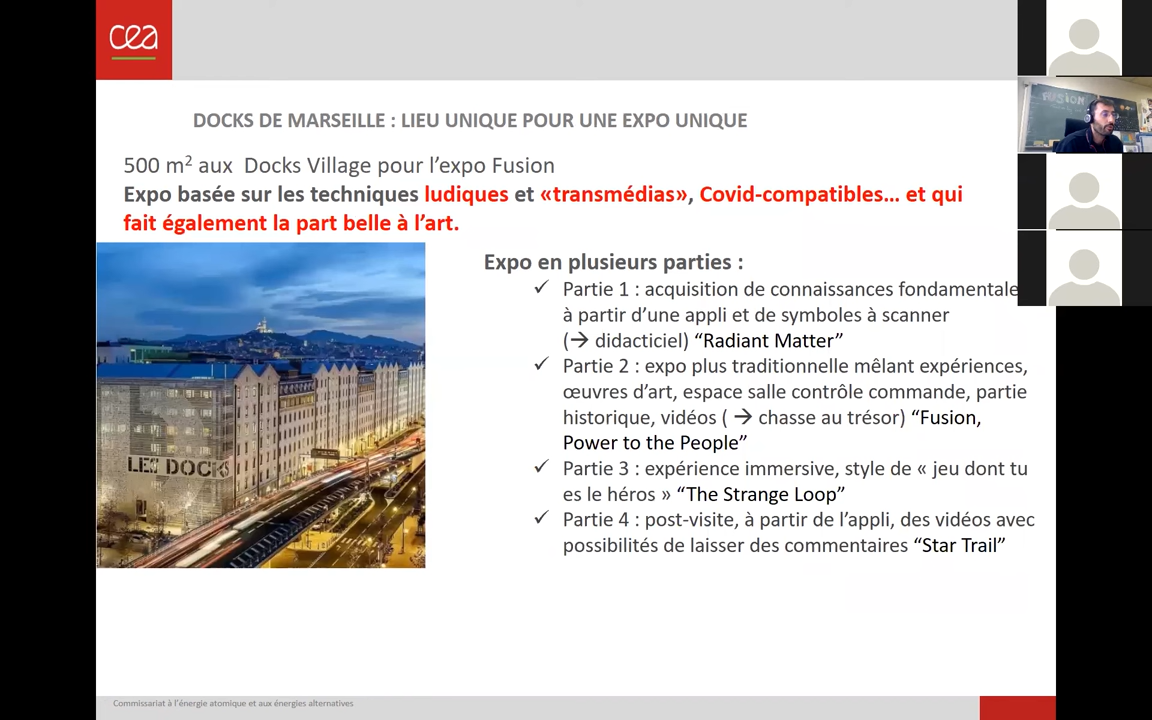 cea
DOCKS DE MARSEILLE : LIEU UNIQUE POUR UNE EXPO UNIQUE
500 m² aux Docks Village pour l’expo Fusion
Expo basée sur les techniques ludiques et «transmédias», Covid-compatibles… et qui
fait également la part belle à l’art.
FUSION
LES DOCKS
Expo en plusieurs parties :
✓ Partie 1 : acquisition de connaissances fondamentale
à partir d’une appli et de symboles à scanner
(→ didacticiel) “Radiant Matter”
✓ Partie 2 : expo plus traditionnelle mêlant expériences,
œuvres d’art, espace salle contrôle commande, partie
historique, vidéos ( → chasse au trésor) “Fusion,
Power to the People”
✓ Partie 3 : expérience immersive, style de « jeu dont tu
es le héros » “The Strange Loop”
✓ Partie 4 : post-visite, à partir de l’appli, des vidéos avec
possibilités de laisser des commentaires “Star Trail”
Commissariat à l’énergie atomique et aux énergies alternatives